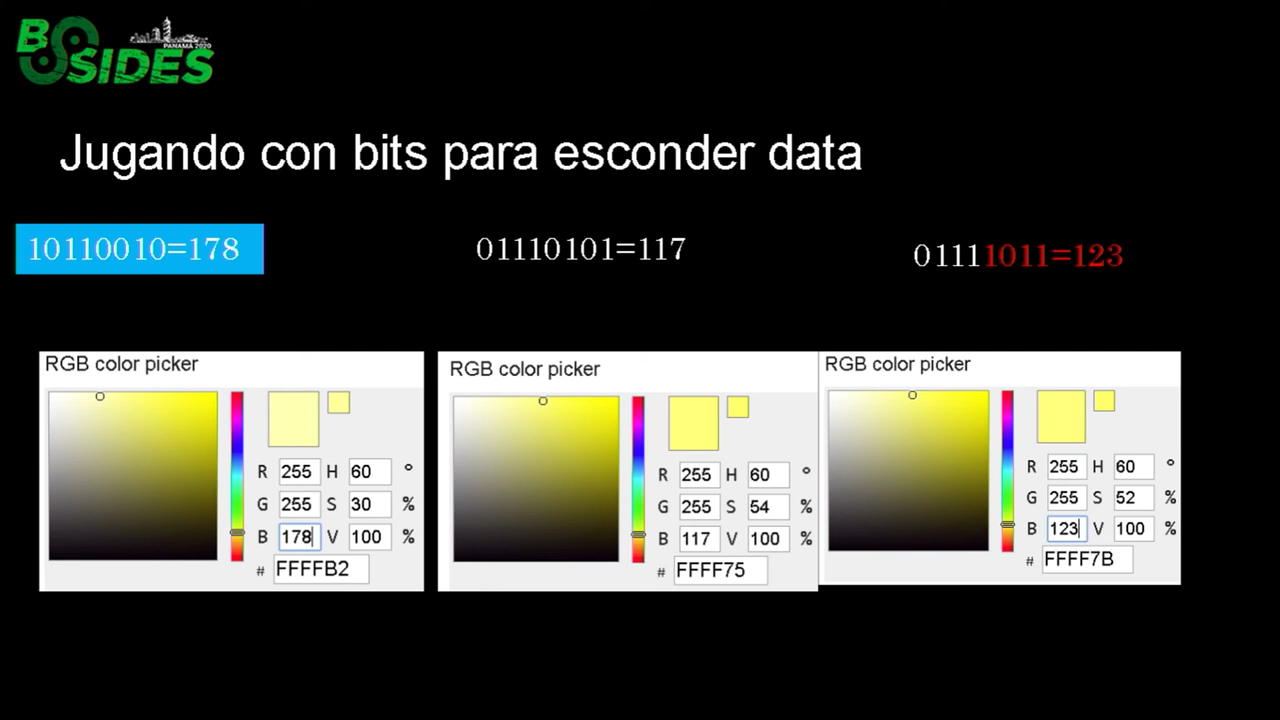 BSIDES
PANAMÁ 2020
Jugando con bits para esconder data
10110010=178
01110101=117
01111011=123
RGB color picker
R 255 H 60 °
G 255 S 30 %
B 178 V 100 %
# FFFFB2
RGB color picker
R 255 H 60 °
G 255 S 54 %
B 117 V 100 %
# FFFF75
RGB color picker
R 255 H 60 °
G 255 S 52 %
B 123 V 100 %
# FFFF7B